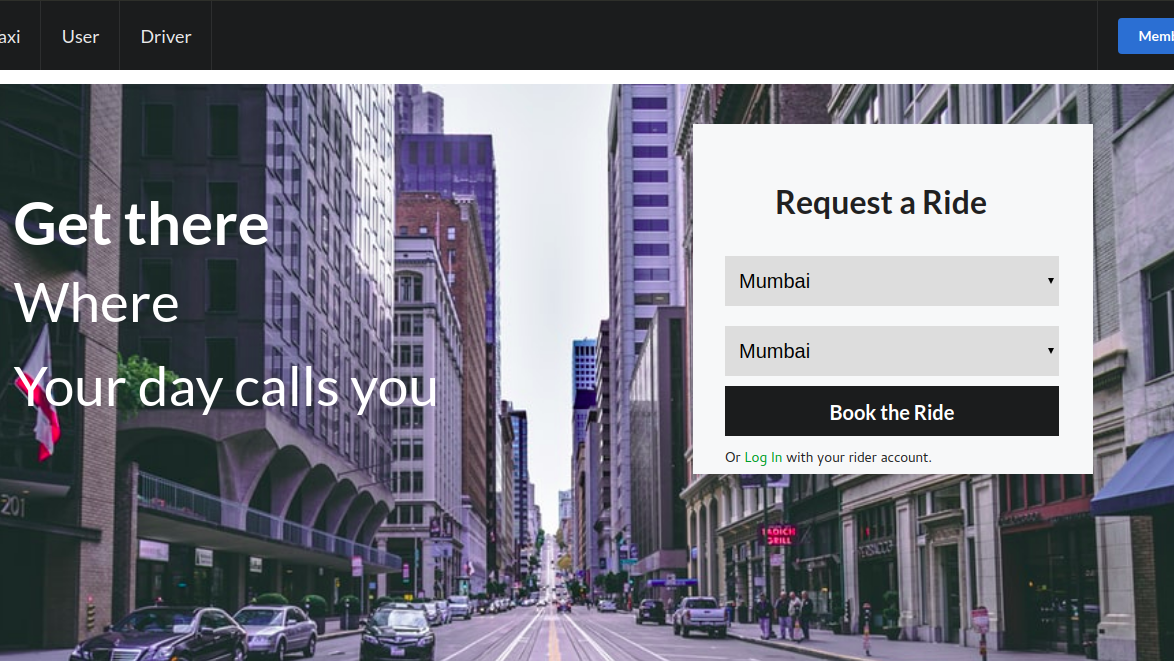 axi User Driver Memb
Get there
Where
Your day calls you
Request a Ride
Mumbai
Mumbai
Book the Ride
Or Log In with your rider account.
201
TADICH
GRILL